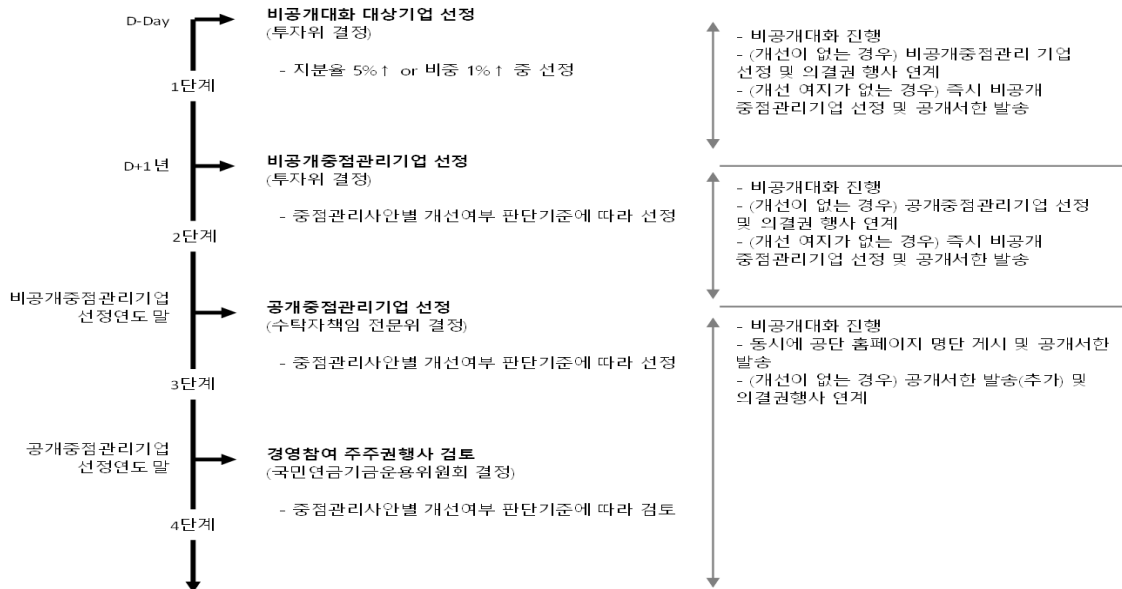 D-Day
비공개대화 대상기업 선정
(투자위 결정)
- 지분율 5%↑ or 비중 1%↑ 중 선정
1단계
- 비공개대화 진행
- (개선이 없는 경우) 비공개중점관리 기업
선정 및 의결권 행사 연계
- (개선 여지가 없는 경우) 즉시 비공개
중점관리기업 선정 및 공개서한 발송
D+1년
비공개중점관리기업 선정
(투자위 결정)
- 중점관리사안별 개선여부 판단기준에 따라 선정
2단계
- 비공개대화 진행
- (개선이 없는 경우) 공개중점관리기업 선정
및 의결권 행사 연계
- (개선 여지가 없는 경우) 즉시 비공개
중점관리기업 선정 및 공개서한 발송
비공개중점관리기업
선정연도 말
공개중점관리기업 선정
(수탁자책임 전문위 결정)
- 중점관리사안별 개선여부 판단기준에 따라 선정
3단계
- 비공개대화 진행
- 동시에 공단 홈페이지 명단 게시 및 공개서한
발송
- (개선이 없는 경우) 공개서한 발송(추가) 및
의결권행사 연계
공개중점관리기업
선정연도 말
경영참여 주주권행사 검토
(국민연금기금운용위원회 결정)
- 중점관리사안별 개선여부 판단기준에 따라 검토
4단계